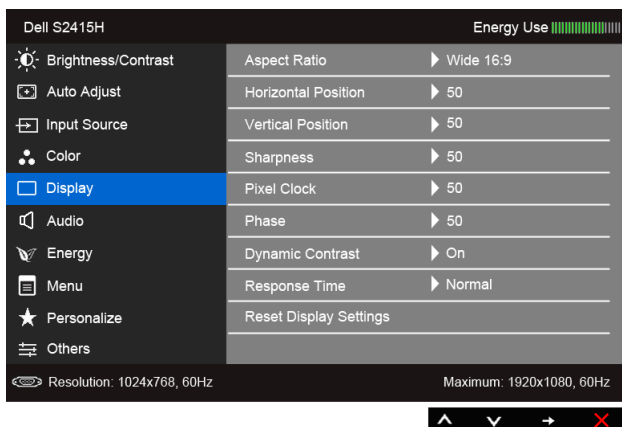 Dell S2415H Energy Use
Brightness/Contrast Aspect Ratio Wide 16:9
Auto Adjust Horizontal Position 50
Input Source Vertical Position 50
Color Sharpness 50
Display Pixel Clock 50
Audio Phase 50
Energy Dynamic Contrast On
Menu Response Time Normal
Personalize Reset Display Settings
Others
Resolution: 1024x768, 60Hz Maximum: 1920x1080, 60Hz